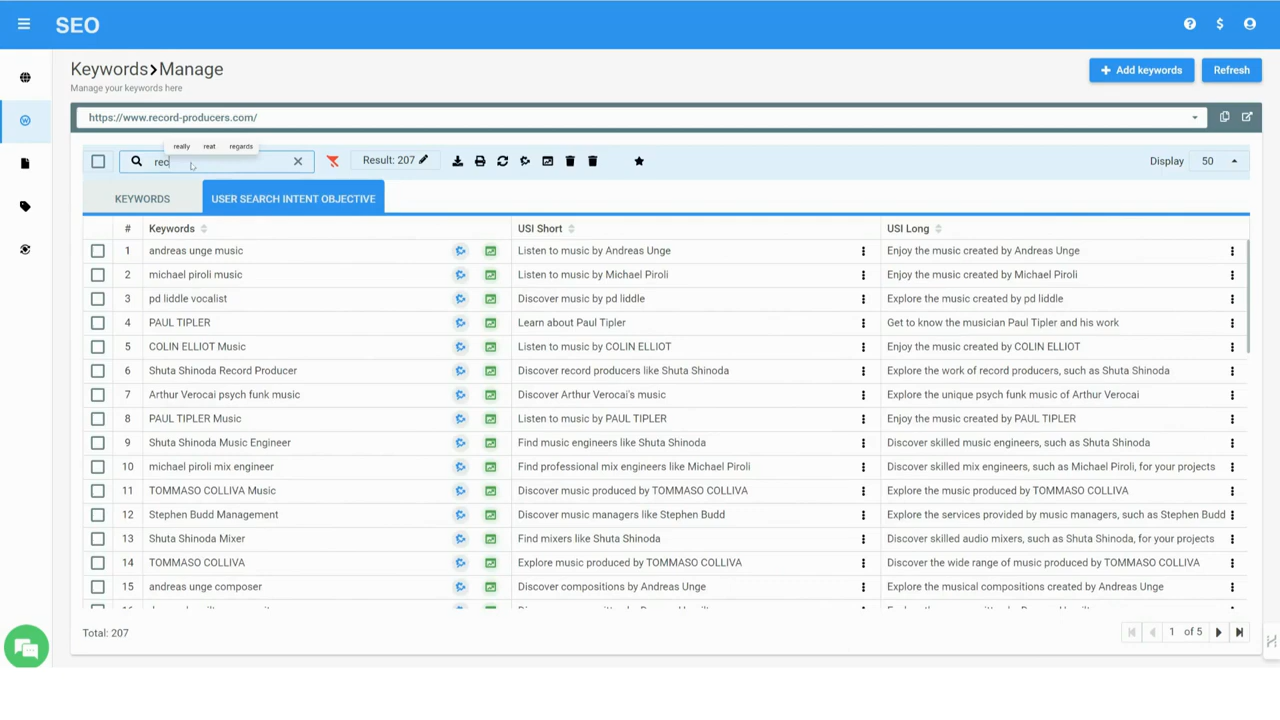 SEO
Keywords Manage
Manage your keywords here
Add keywords
Refresh
https://www.record-producers.com/
really reat regards
rec
Result: 207
Display 50
KEYWORDS
USER SEARCH INTENT OBJECTIVE
# Keywords USI Short USI Long
1 andreas unge music Listen to music by Andreas Unge Enjoy the music created by Andreas Unge
2 michael piroli music Listen to music by Michael Piroli Enjoy the music created by Michael Piroli
3 pd liddle vocalist Discover music by pd liddle Explore the music created by pd liddle
4 PAUL TIPLER Learn about Paul Tipler Get to know the musician Paul Tipler and his work
5 COLIN ELLIOT Music Listen to music by COLIN ELLIOT Enjoy the music created by COLIN ELLIOT
6 Shuta Shinoda Record Producer Discover record producers like Shuta Shinoda Explore the work of record producers, such as Shuta Shinoda
7 Arthur Verocai psych funk music Discover Arthur Verocai's music Explore the unique psych funk music of Arthur Verocai
8 PAUL TIPLER Music Listen to music by PAUL TIPLER Enjoy the music created by PAUL TIPLER
9 Shuta Shinoda Music Engineer Find music engineers like Shuta Shinoda Discover skilled music engineers, such as Shuta Shinoda
10 michael piroli mix engineer Find professional mix engineers like Michael Piroli Discover skilled mix engineers, such as Michael Piroli, for your projects
11 TOMMASO COLLIVA Music Discover music produced by TOMMASO COLLIVA Explore the music produced by TOMMASO COLLIVA
12 Stephen Budd Management Discover music managers like Stephen Budd Explore the services provided by music managers, such as Stephen Budd
13 Shuta Shinoda Mixer Find mixers like Shuta Shinoda Discover skilled audio mixers, such as Shuta Shinoda, for your projects
14 TOMMASO COLLIVA Explore music produced by TOMMASO COLLIVA Discover the wide range of music produced by TOMMASO COLLIVA
15 andreas unge composer Discover compositions by Andreas Unge Explore the musical compositions created by Andreas Unge
Total: 207
1 of 5